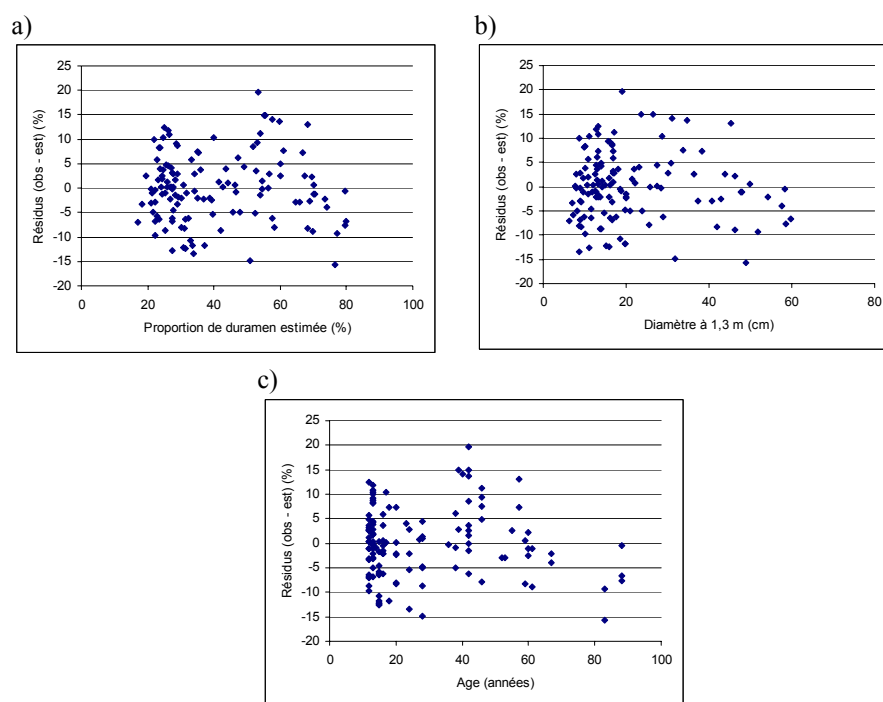 a)
25
20
15
10
5
0
-5
-10
-15
-20
0 20 40 60 80 100
Résidus (obs - est) (%)
Proportion de duramen estimée (%)
b)
25
20
15
10
5
0
-5
-10
-15
-20
0 20 40 60 80
Résidus (obs - est) (%)
Diamètre à 1,3 m (cm)
c)
25
20
15
10
5
0
-5
-10
-15
-20
0 20 40 60 80 100
Résidus (obs - est) (%)
Age (années)